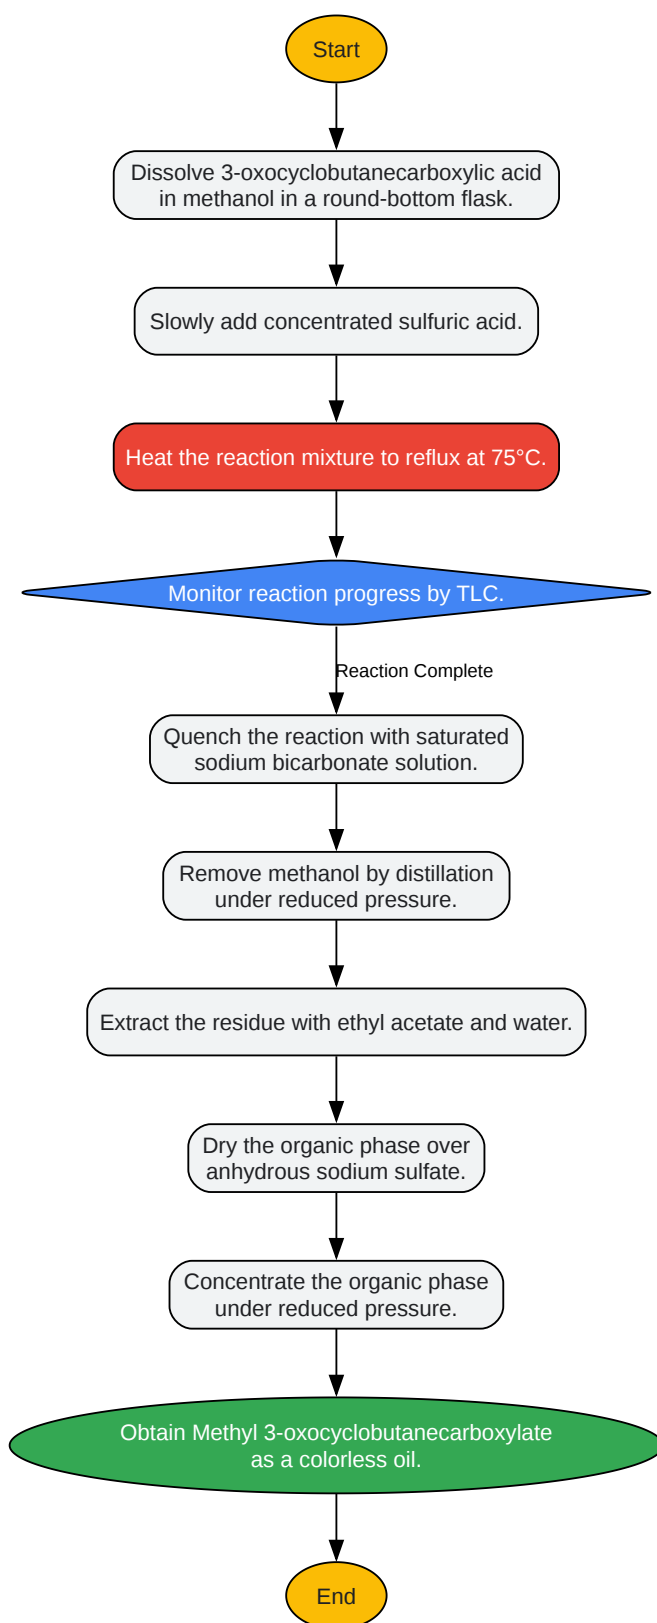 Start
Dissolve 3-oxocyclobutanecarboxylic acid
in methanol in a round-bottom flask.
Slowly add concentrated sulfuric acid.
Heat the reaction mixture to reflux at 75°C.
Monitor reaction progress by TLC.
Reaction Complete
Quench the reaction with saturated
sodium bicarbonate solution.
Remove methanol by distillation
under reduced pressure.
Extract the residue with ethyl acetate and water.
Dry the organic phase over
anhydrous sodium sulfate.
Concentrate the organic phase
under reduced pressure.
Obtain Methyl 3-oxocyclobutanecarboxylate
as a colorless oil.
End